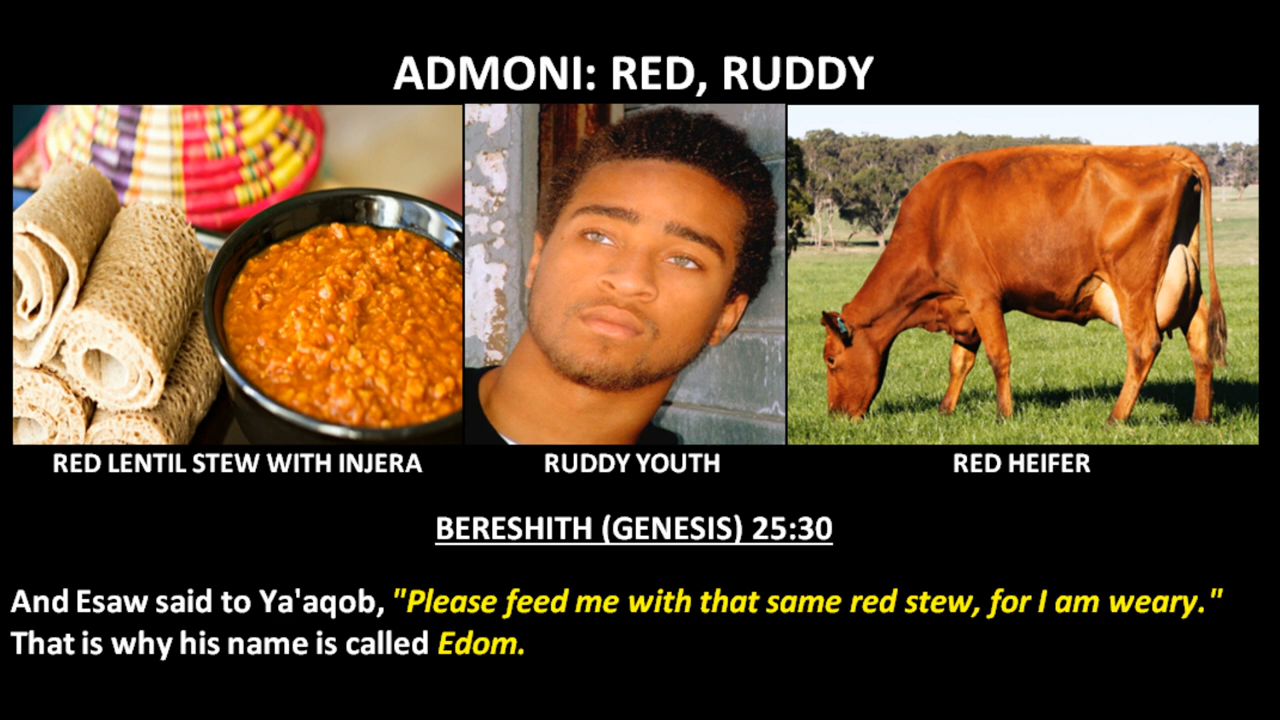 ADMONI: RED, RUDDY
RED LENTIL STEW WITH INJERA
RUDDY YOUTH
RED HEIFER
BERESHITH (GENESIS) 25:30
And Esaw said to Ya'aqob, "Please feed me with that same red stew, for I am weary."
That is why his name is called Edom.